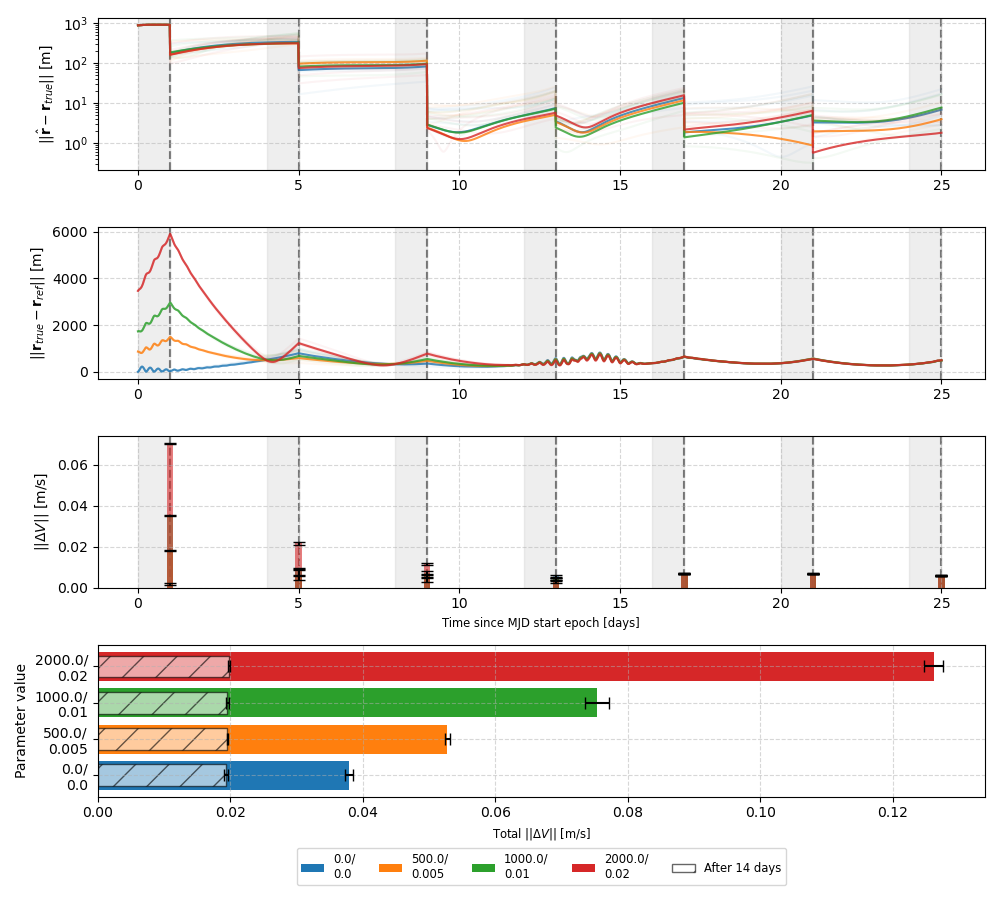 ||r̂ − r_true|| [m]
10³
10²
10¹
10⁰
0 5 10 15 20 25
||r_true − r_ref|| [m]
6000
4000
2000
0
0 5 10 15 20 25
||ΔV|| [m/s]
0.06
0.04
0.02
0.00
0 5 10 15 20 25
Time since MJD start epoch [days]
Parameter value
2000.0/
0.02
1000.0/
0.01
500.0/
0.005
0.0/
0.0
0.00 0.02 0.04 0.06 0.08 0.10 0.12
Total ||ΔV|| [m/s]
0.0/
0.0
500.0/
0.005
1000.0/
0.01
2000.0/
0.02
After 14 days